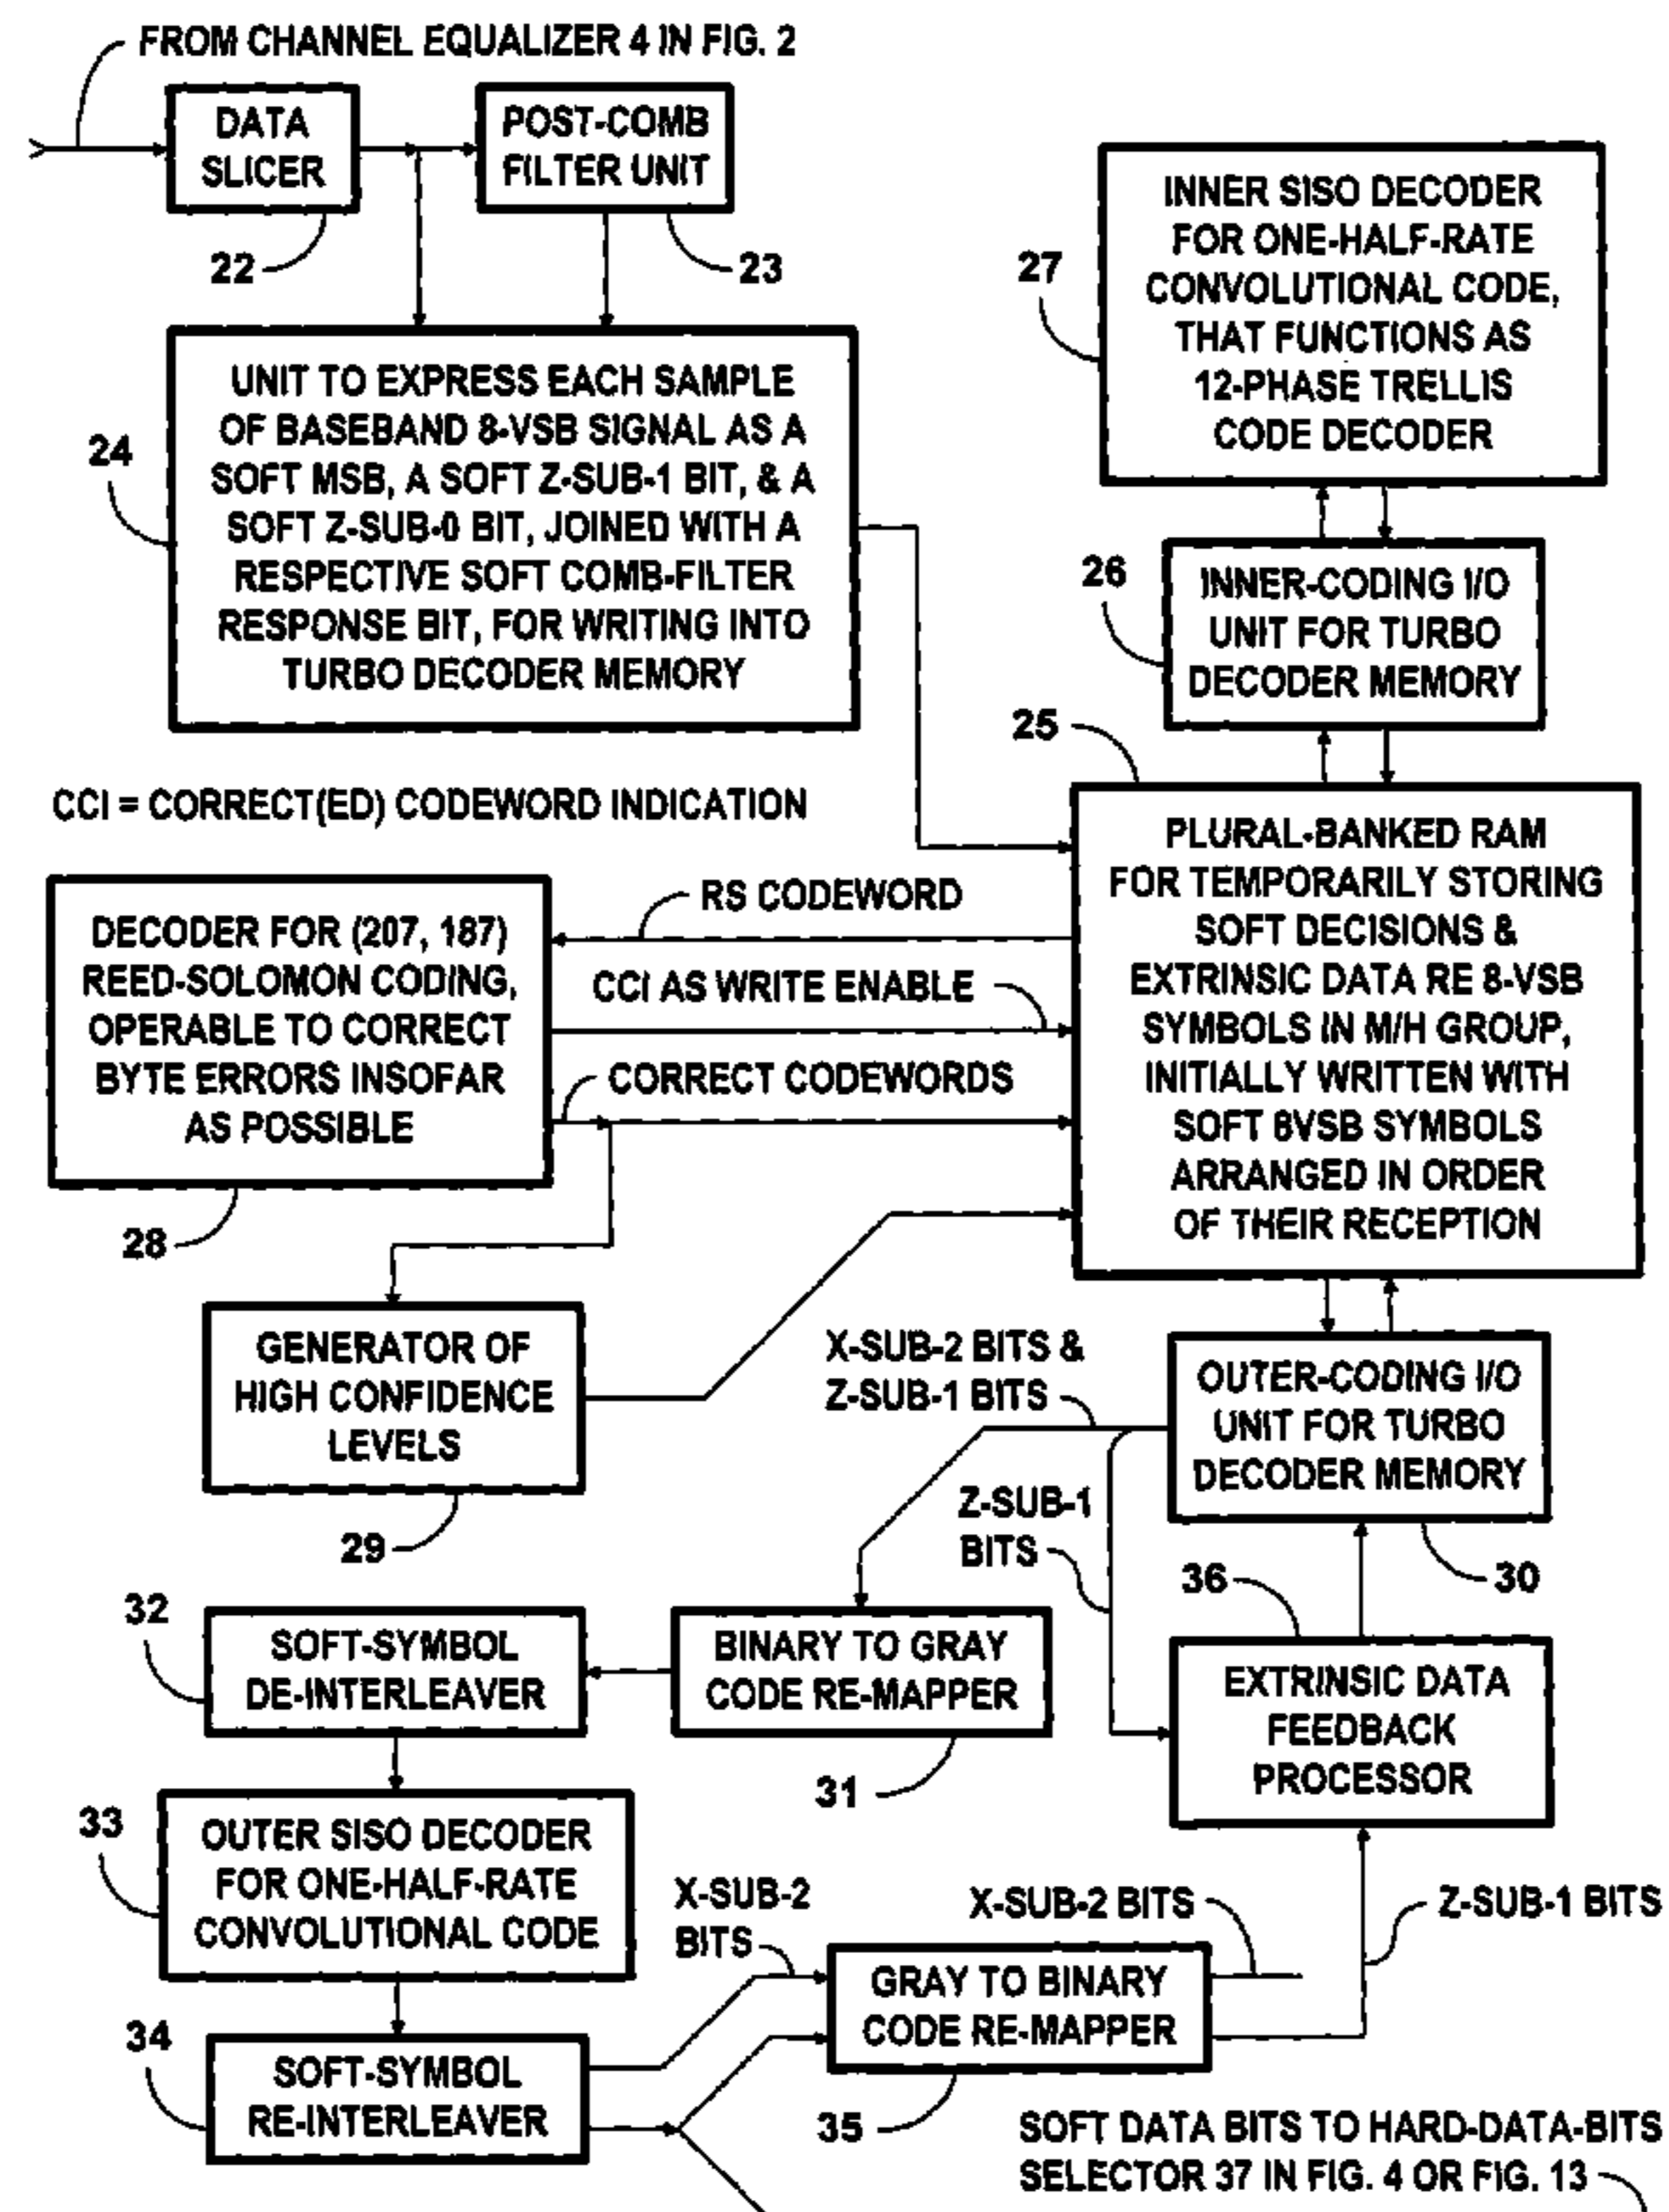 FROM CHANNEL EQUALIZER 4 IN FIG. 2
DATA
SLICER
22
POST-COMB
FILTER UNIT
23
UNIT TO EXPRESS EACH SAMPLE
OF BASEBAND 8-VSB SIGNAL AS A
SOFT MSB, A SOFT Z-SUB-1 BIT, & A
SOFT Z-SUB-0 BIT, JOINED WITH A
RESPECTIVE SOFT COMB-FILTER
RESPONSE BIT, FOR WRITING INTO
TURBO DECODER MEMORY
24
INNER SISO DECODER
FOR ONE-HALF-RATE
CONVOLUTIONAL CODE,
THAT FUNCTIONS AS
12-PHASE TRELLIS
CODE DECODER
27
INNER-CODING I/O
UNIT FOR TURBO
DECODER MEMORY
26
25
PLURAL-BANKED RAM
FOR TEMPORARILY STORING
SOFT DECISIONS &
EXTRINSIC DATA RE 8-VSB
SYMBOLS IN M/H GROUP,
INITIALLY WRITTEN WITH
SOFT 8VSB SYMBOLS
ARRANGED IN ORDER
OF THEIR RECEPTION
CCI = CORRECT(ED) CODEWORD INDICATION
DECODER FOR (207, 187)
REED-SOLOMON CODING,
OPERABLE TO CORRECT
BYTE ERRORS INSOFAR
AS POSSIBLE
28
RS CODEWORD
CCI AS WRITE ENABLE
CORRECT CODEWORDS
GENERATOR OF
HIGH CONFIDENCE
LEVELS
29
X-SUB-2 BITS &
Z-SUB-1 BITS
OUTER-CODING I/O
UNIT FOR TURBO
DECODER MEMORY
30
Z-SUB-1
BITS
36
EXTRINSIC DATA
FEEDBACK
PROCESSOR
32
SOFT-SYMBOL
DE-INTERLEAVER
BINARY TO GRAY
CODE RE-MAPPER
31
33
OUTER SISO DECODER
FOR ONE-HALF-RATE
CONVOLUTIONAL CODE
X-SUB-2
BITS
X-SUB-2 BITS
Z-SUB-1 BITS
GRAY TO BINARY
CODE RE-MAPPER
35
34
SOFT-SYMBOL
RE-INTERLEAVER
SOFT DATA BITS TO HARD-DATA-BITS
SELECTOR 37 IN FIG. 4 OR FIG. 13